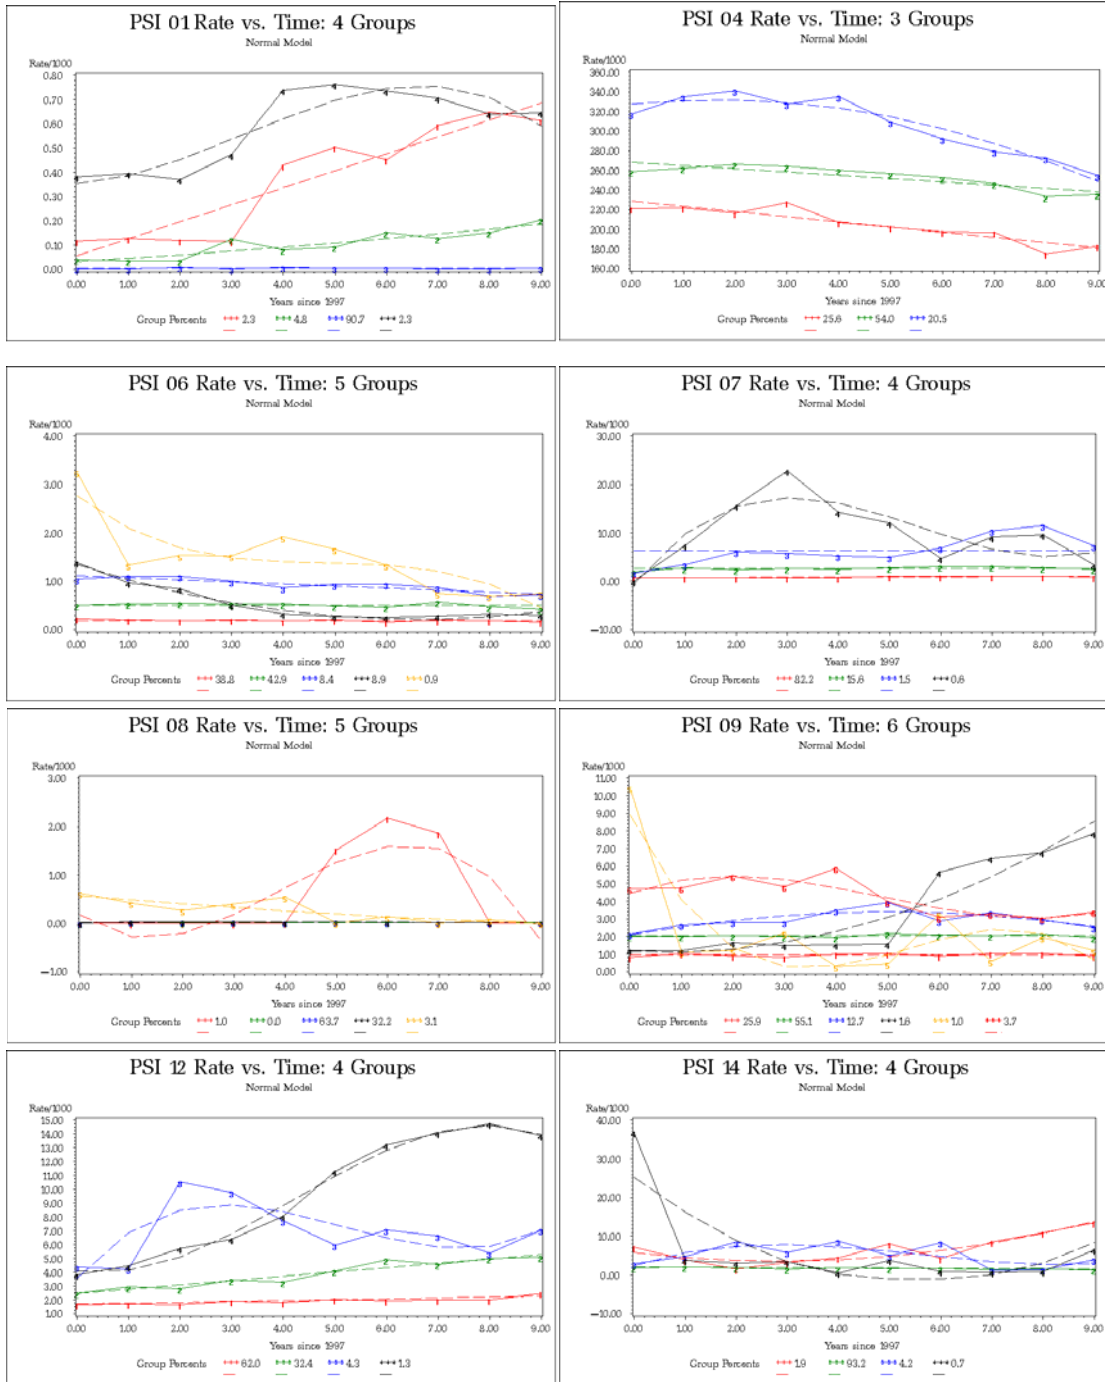 PSI 01 Rate vs. Time: 4 Groups
Normal Model
Rate/1000
0.80
0.70
0.60
0.50
0.40
0.30
0.20
0.10
0.00
0.00 1.00 2.00 3.00 4.00 5.00 6.00 7.00 8.00 9.00
Years since 1997
Group Percents 2.3 4.8 90.7 2.3
PSI 04 Rate vs. Time: 3 Groups
Normal Model
Rate/1000
360.00
340.00
320.00
300.00
280.00
260.00
240.00
220.00
200.00
180.00
160.00
0.00 1.00 2.00 3.00 4.00 5.00 6.00 7.00 8.00 9.00
Years since 1997
Group Percents 25.6 54.0 20.5
PSI 06 Rate vs. Time: 5 Groups
Normal Model
Rate/1000
4.00
3.00
2.00
1.00
0.00
0.00 1.00 2.00 3.00 4.00 5.00 6.00 7.00 8.00 9.00
Years since 1997
Group Percents 38.8 42.9 8.4 8.9 0.9
PSI 07 Rate vs. Time: 4 Groups
Normal Model
Rate/1000
30.00
20.00
10.00
0.00
−10.00
0.00 1.00 2.00 3.00 4.00 5.00 6.00 7.00 8.00 9.00
Years since 1997
Group Percents 82.2 15.6 1.5 0.6
PSI 08 Rate vs. Time: 5 Groups
Normal Model
Rate/1000
3.00
2.00
1.00
0.00
−1.00
0.00 1.00 2.00 3.00 4.00 5.00 6.00 7.00 8.00 9.00
Years since 1997
Group Percents 1.0 0.0 63.7 32.2 3.1
PSI 09 Rate vs. Time: 6 Groups
Normal Model
Rate/1000
11.00
10.00
9.00
8.00
7.00
6.00
5.00
4.00
3.00
2.00
1.00
0.00
0.00 1.00 2.00 3.00 4.00 5.00 6.00 7.00 8.00 9.00
Years since 1997
Group Percents 25.9 55.1 12.7 1.6 1.0 3.7
PSI 12 Rate vs. Time: 4 Groups
Normal Model
Rate/1000
15.00
14.00
13.00
12.00
11.00
10.00
9.00
8.00
7.00
6.00
5.00
4.00
3.00
2.00
1.00
0.00 1.00 2.00 3.00 4.00 5.00 6.00 7.00 8.00 9.00
Years since 1997
Group Percents 62.0 32.4 4.3 1.3
PSI 14 Rate vs. Time: 4 Groups
Normal Model
Rate/1000
40.00
30.00
20.00
10.00
0.00
−10.00
0.00 1.00 2.00 3.00 4.00 5.00 6.00 7.00 8.00 9.00
Years since 1997
Group Percents 1.9 93.2 4.2 0.7